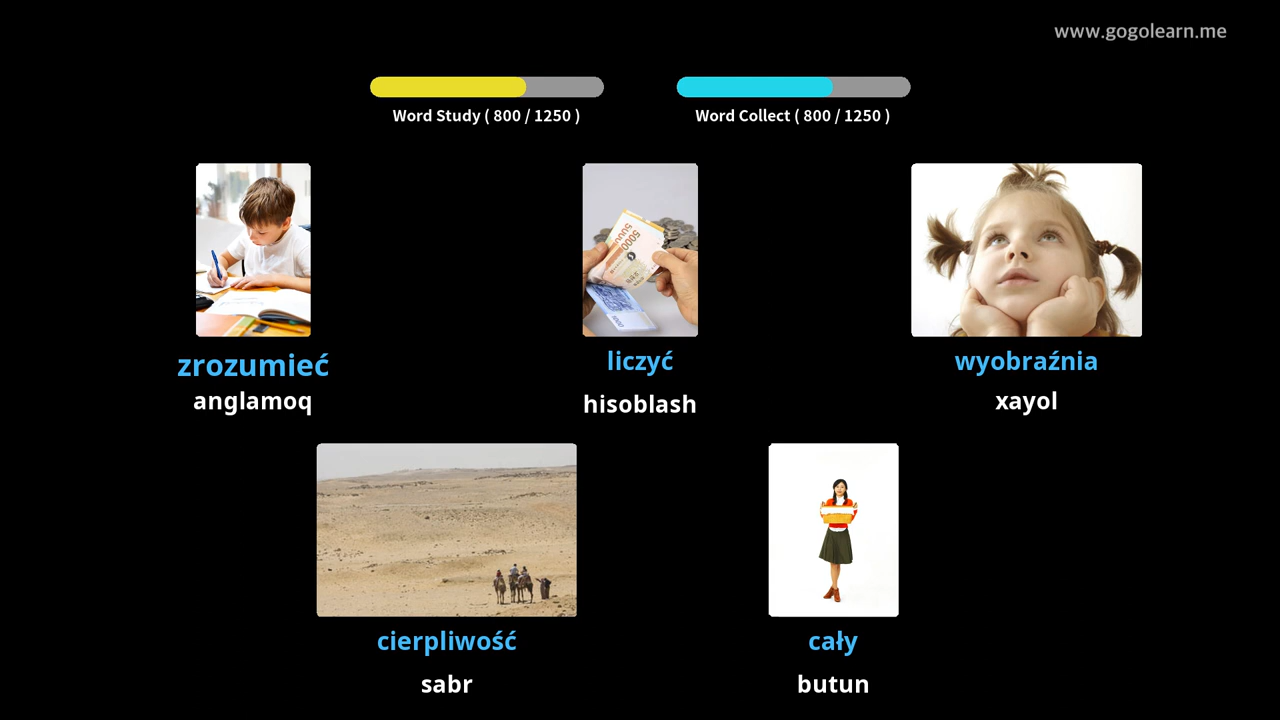 www.gogolearn.me
Word Study ( 800 / 1250 )
Word Collect ( 800 / 1250 )
zrozumieć
anglamoq
liczyć
hisoblash
wyobraźnia
xayol
cierpliwość
sabr
cały
butun